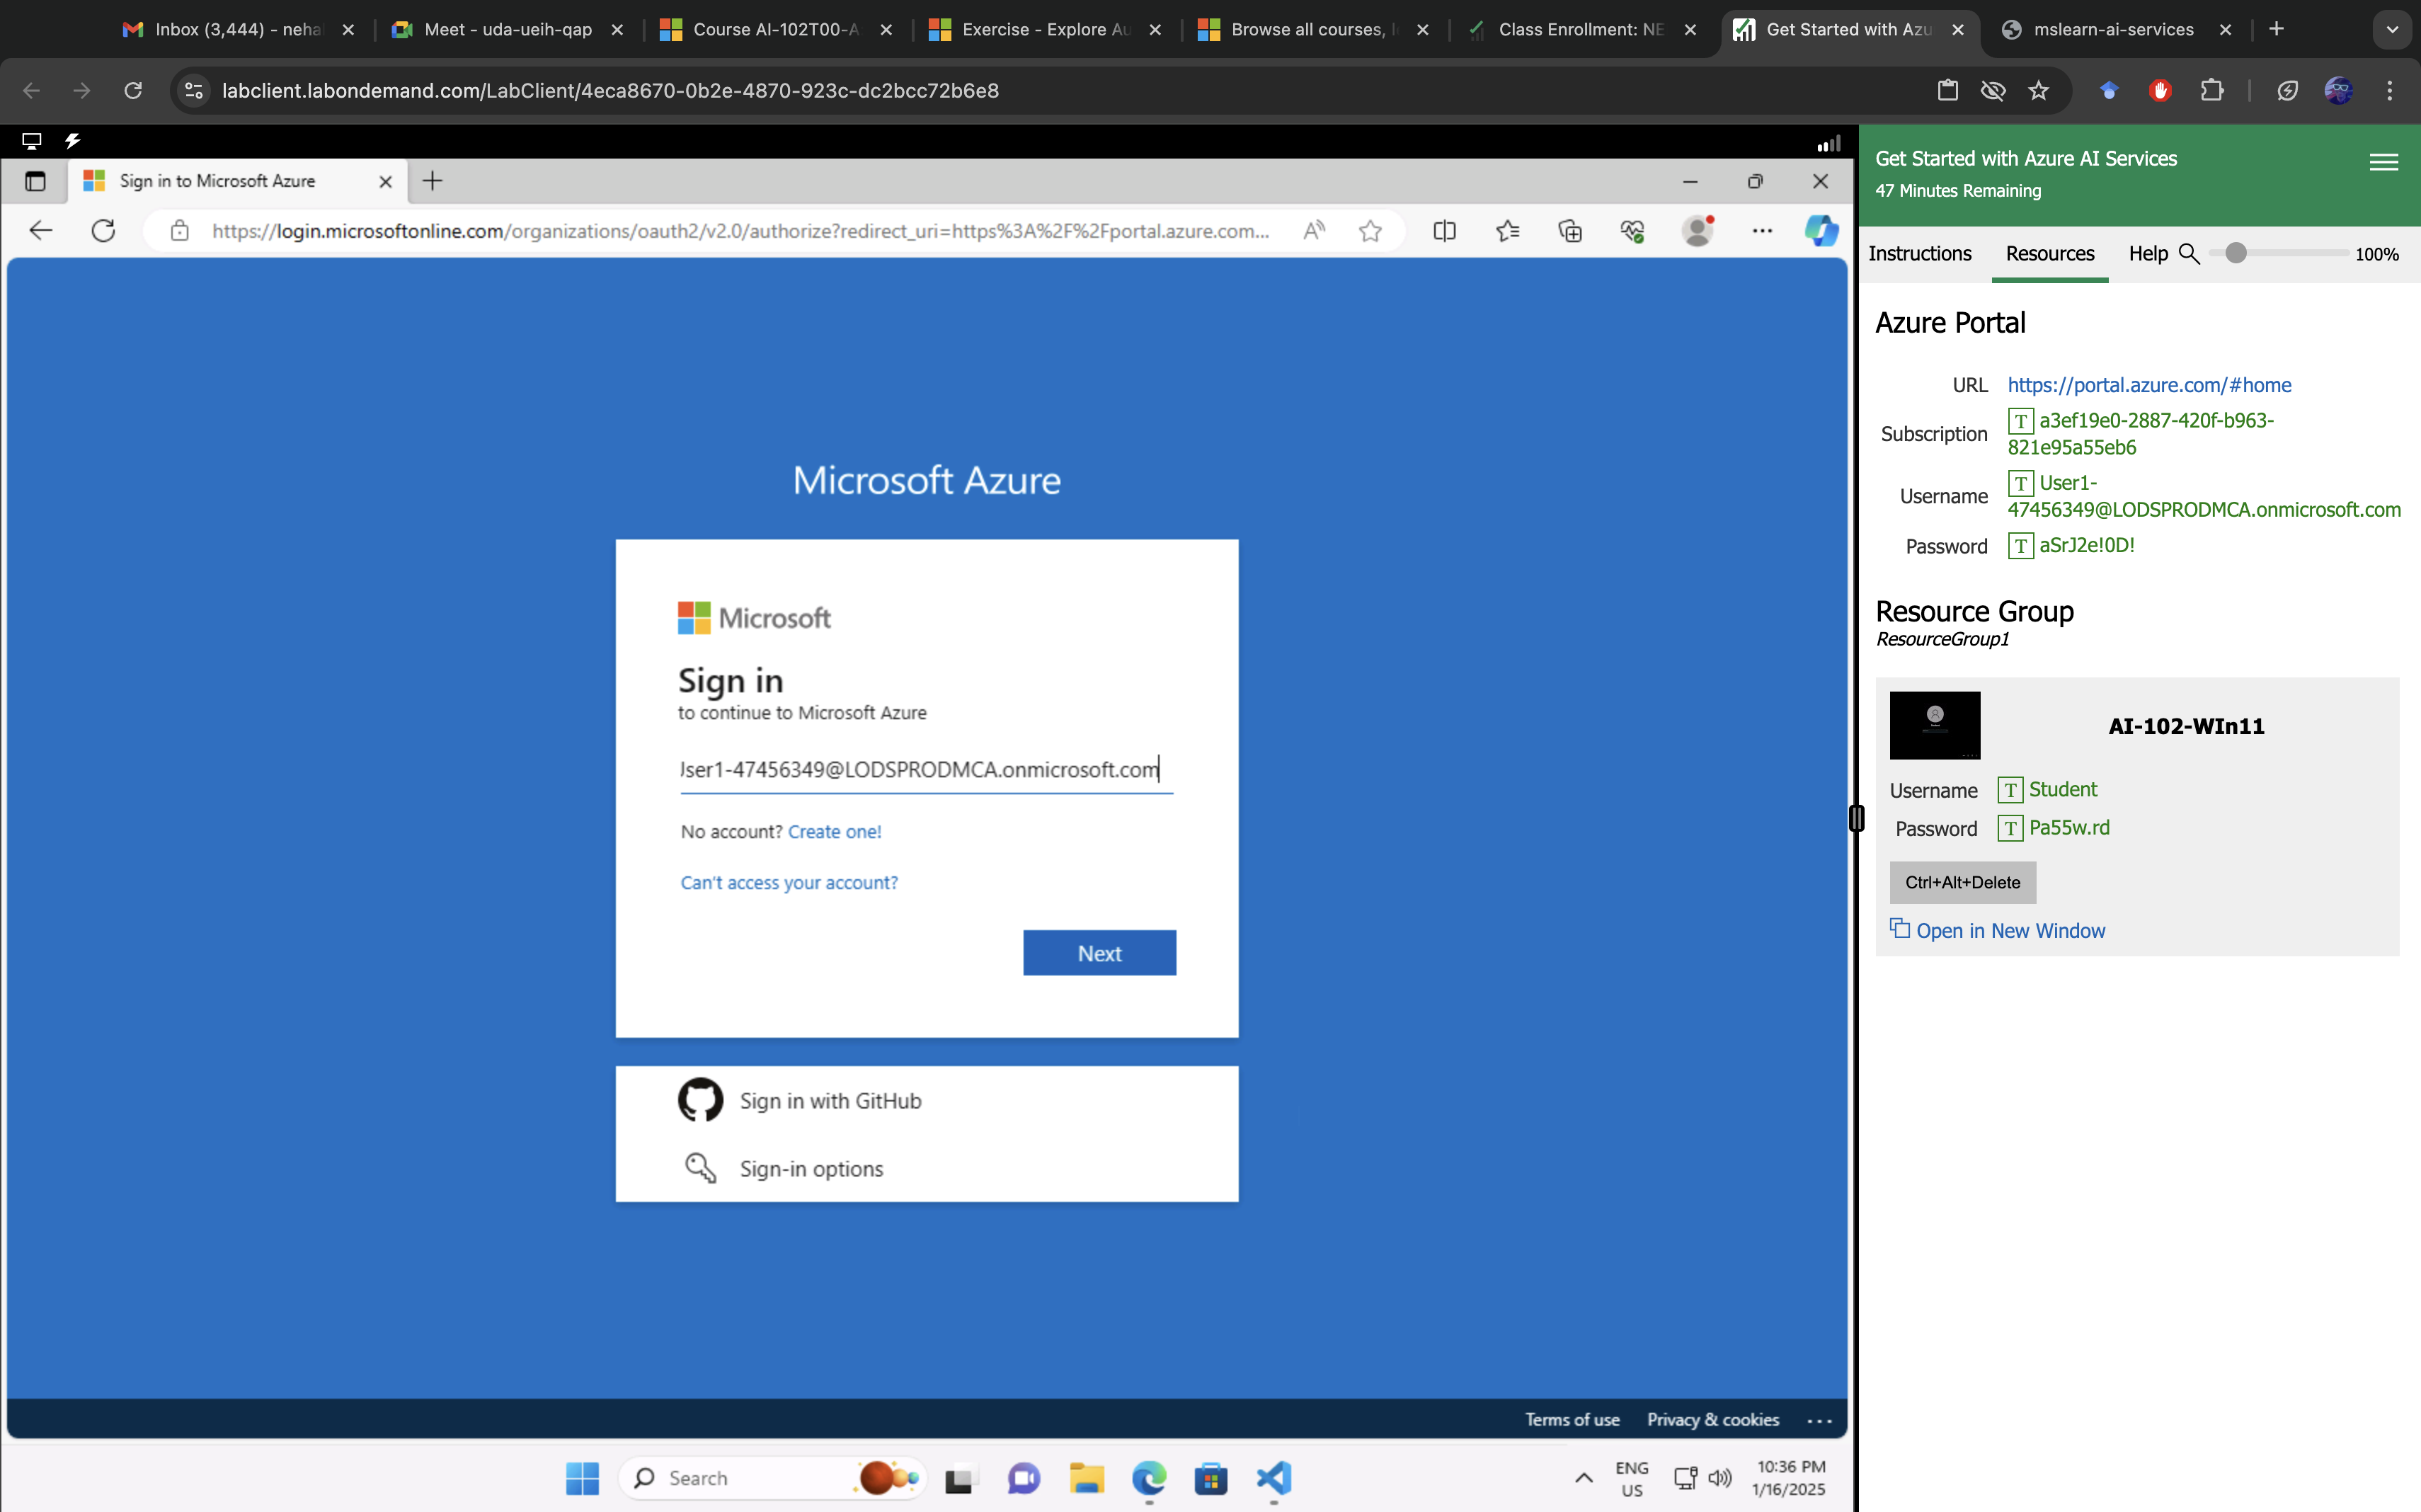 Inbox (3,444) - neha
Meet - uda-ueih-qap
Course AI-102T00-A
Exercise - Explore Au
Browse all courses, l
Class Enrollment: NE
Get Started with Azu
mslearn-ai-services
labclient.labondemand.com/LabClient/4eca8670-0b2e-4870-923c-dc2bcc72b6e8
Sign in to Microsoft Azure
https://login.microsoftonline.com/organizations/oauth2/v2.0/authorize?redirect_uri=https%3A%2F%2Fportal.azure.com...
Microsoft Azure
Microsoft
Sign in
to continue to Microsoft Azure
User1-47456349@LODSPRODMCA.onmicrosoft.com
No account? Create one!
Can't access your account?
Next
Sign in with GitHub
Sign-in options
Terms of use Privacy & cookies ...
Search
ENG
US
10:36 PM
1/16/2025
Get Started with Azure AI Services
47 Minutes Remaining
Instructions Resources Help 100%
Azure Portal
URL https://portal.azure.com/#home
Subscription T a3ef19e0-2887-420f-b963-
821e95a55eb6
Username T User1-
47456349@LODSPRODMCA.onmicrosoft.com
Password T aSrJ2e!0D!
Resource Group
ResourceGroup1
AI-102-WIn11
Username T Student
Password T Pa55w.rd
Ctrl+Alt+Delete
Open in New Window